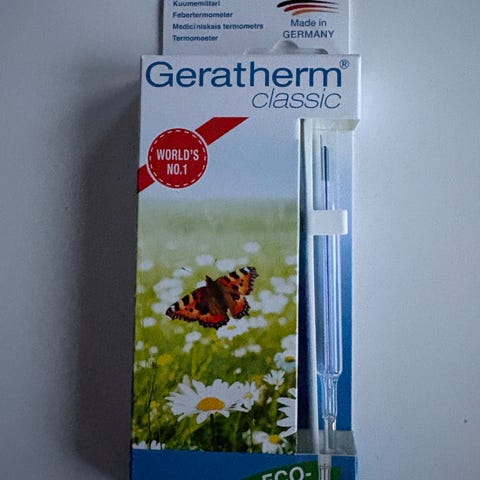 Kuumemittari
Febertermometer
Medicīniskais termometrs
Termomeeter
Made in
GERMANY
Geratherm®
classic
WORLD'S
NO.1
ECO-